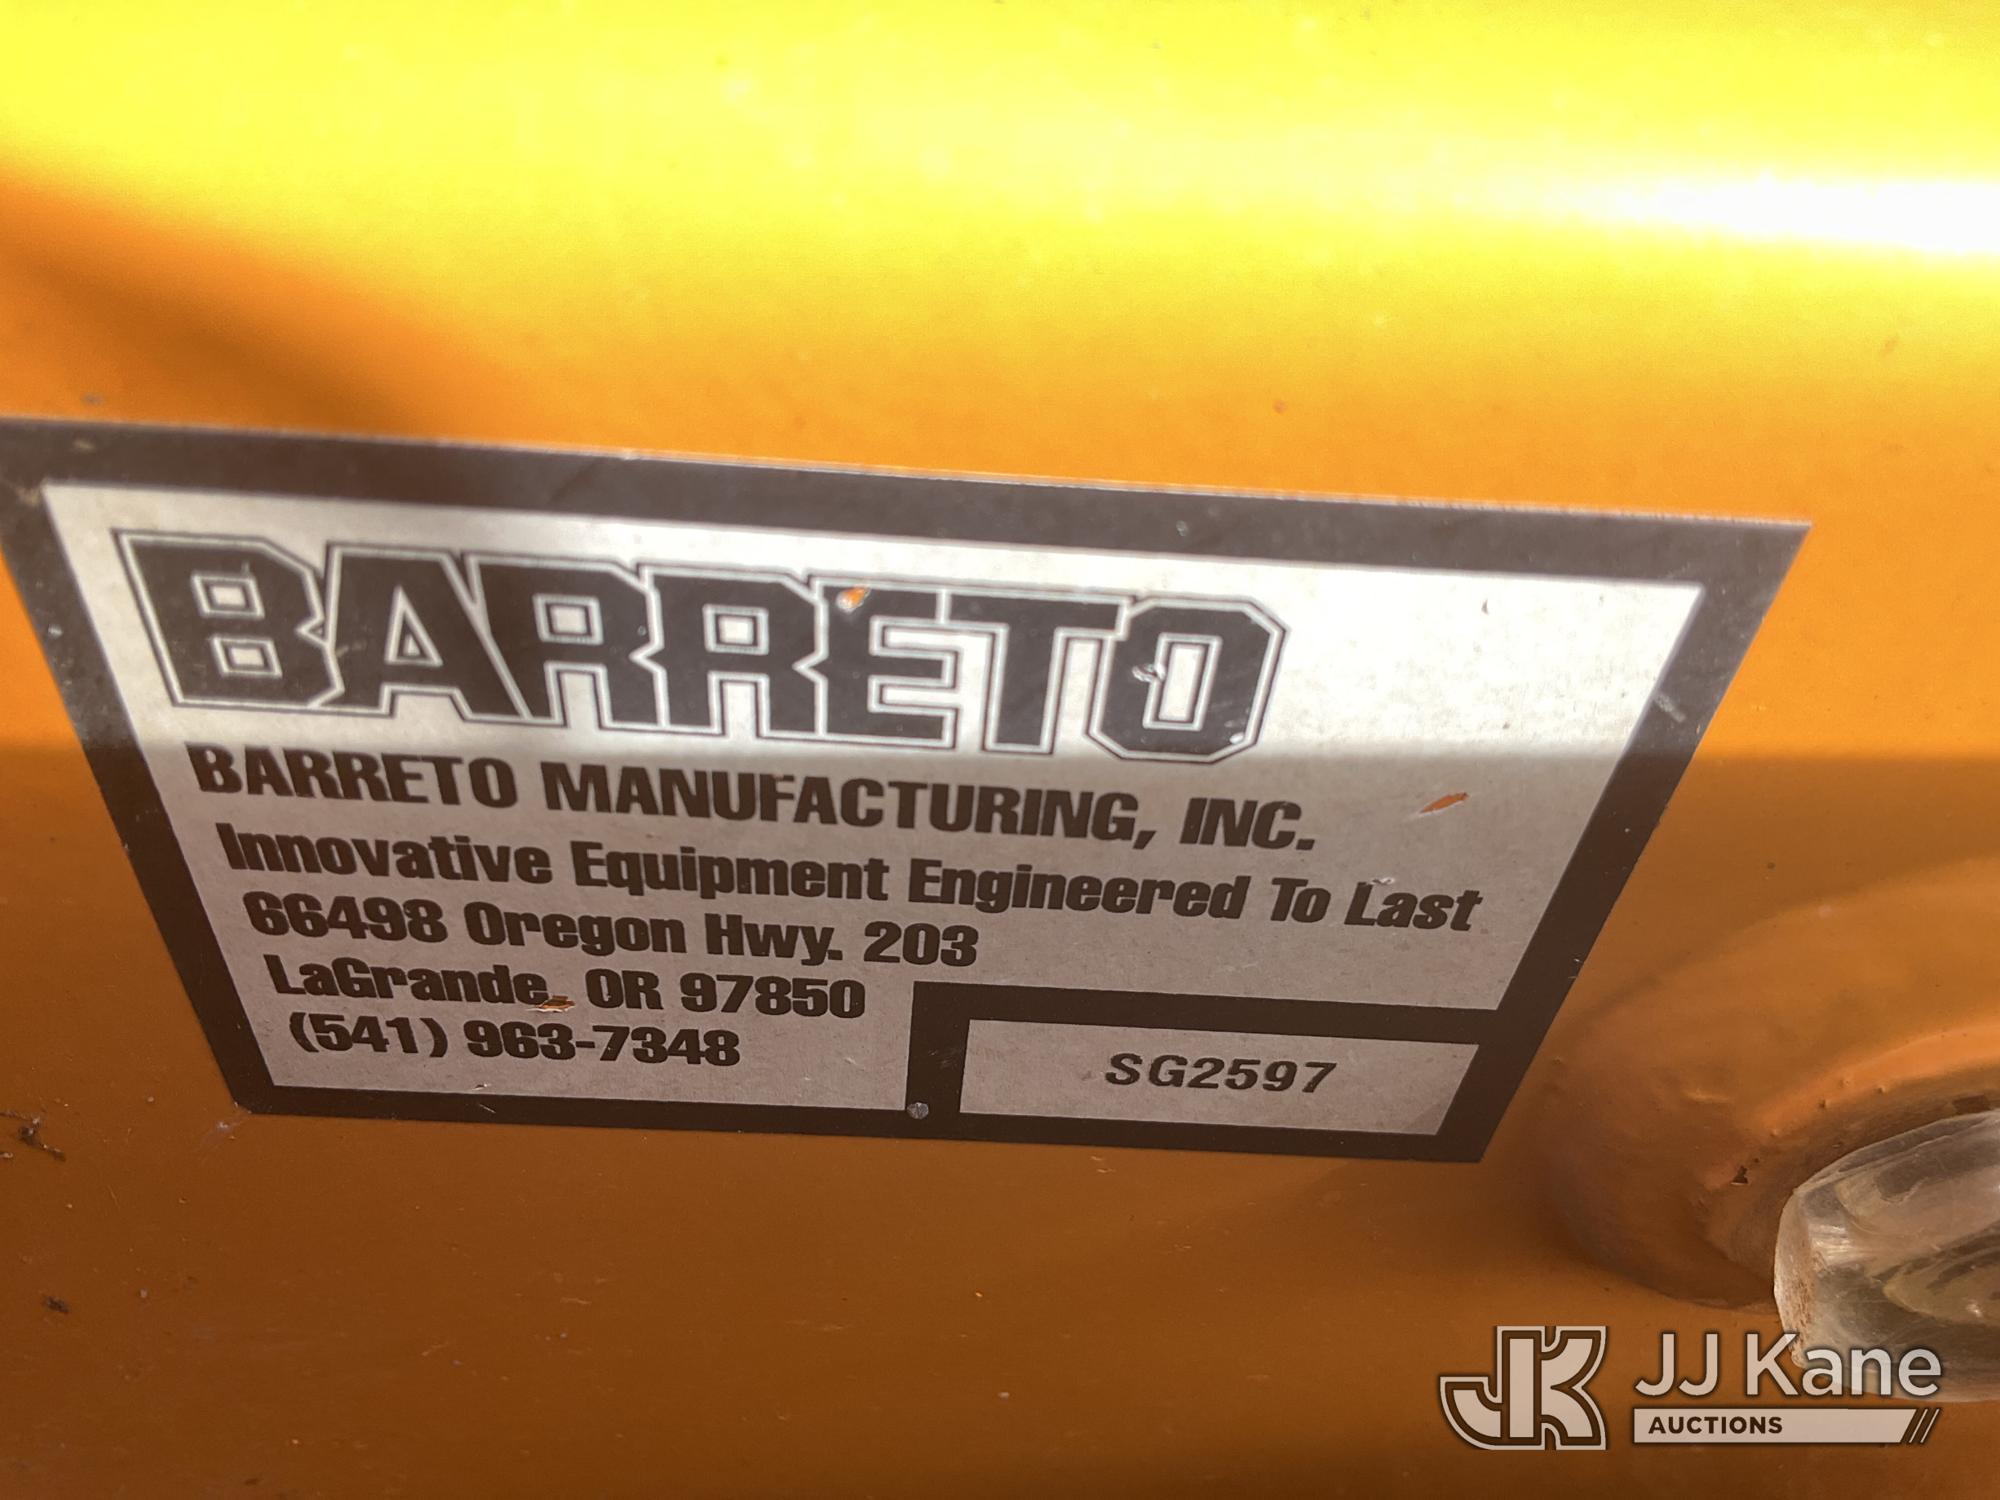 BARRETO
BARRETO MANUFACTURING, INC.
Innovative Equipment Engineered To Last
66498 Oregon Hwy. 203
LaGrande, OR 97850
(541) 963-7348
SG2597
JK JJ Kane
AUCTIONS